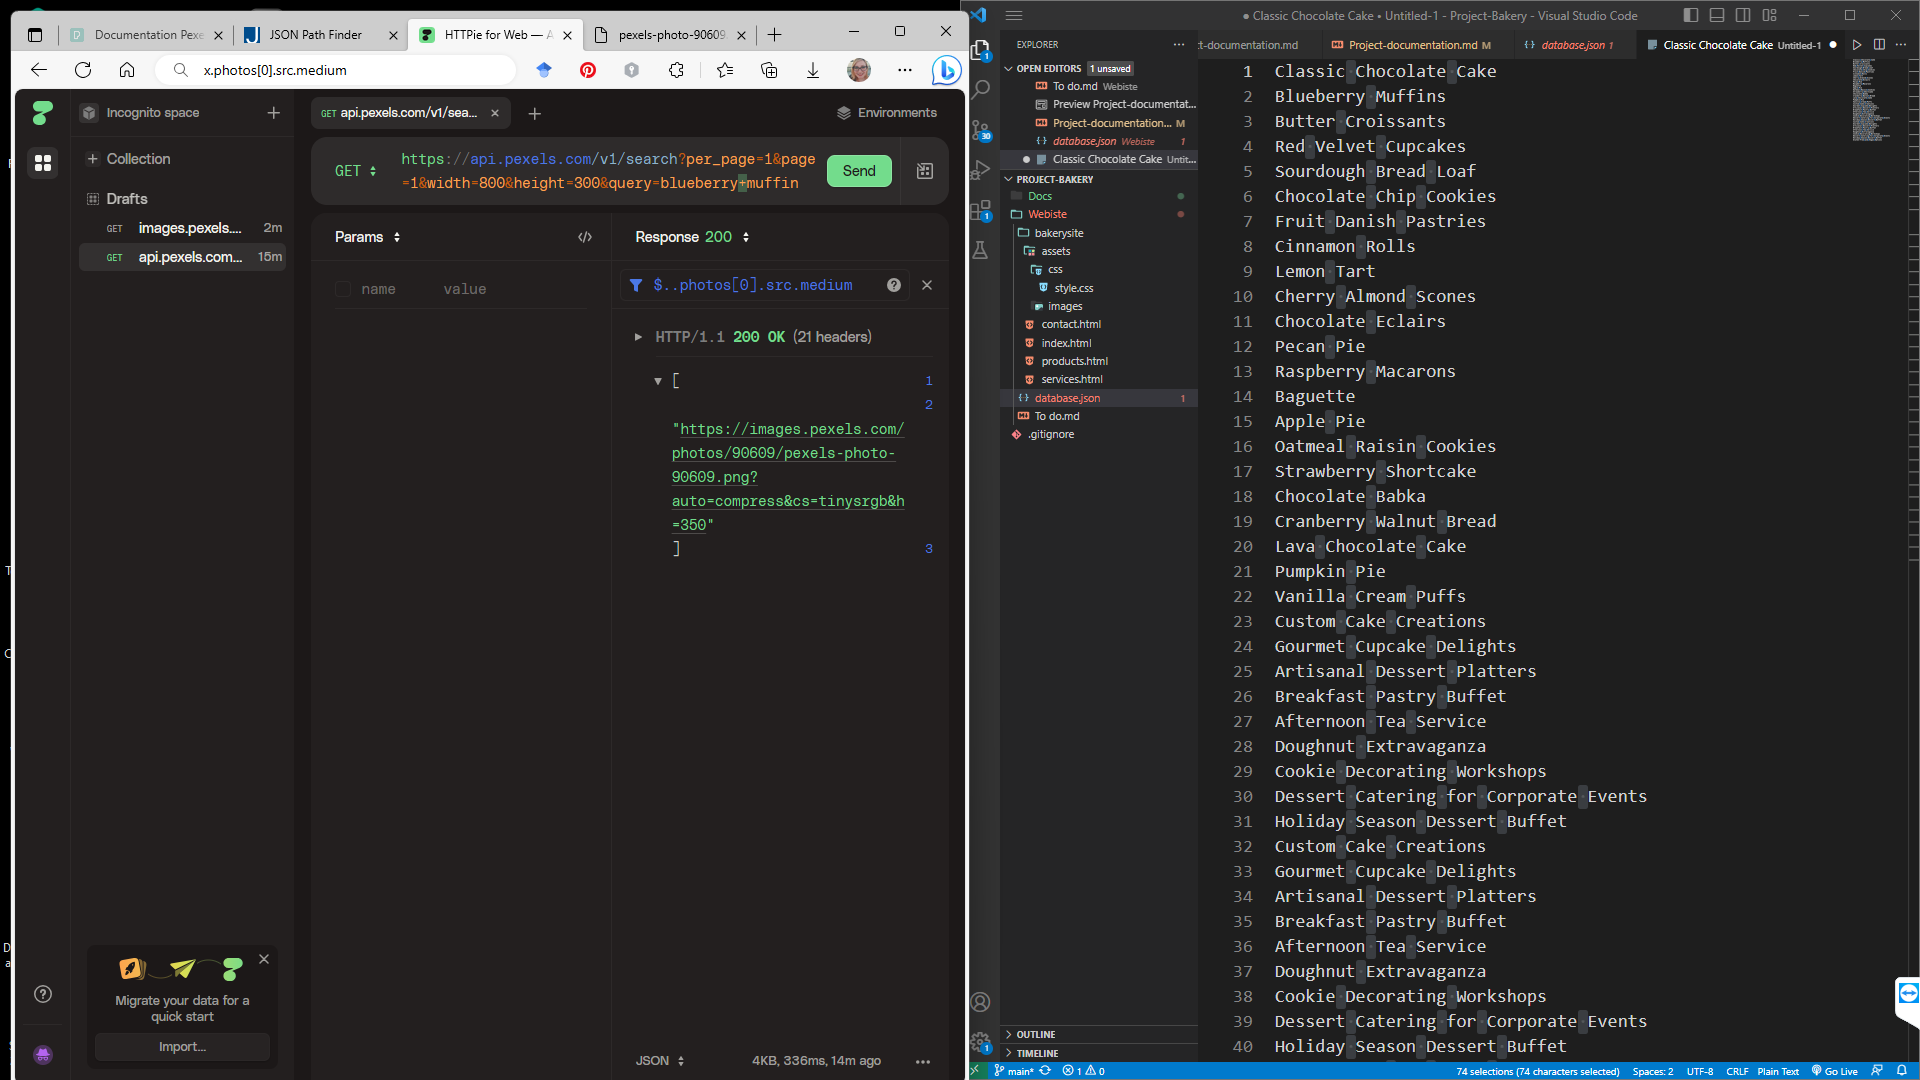 Documentation Pexe
JSON Path Finder
HTTPie for Web — A
pexels-photo-90609
x.photos[0].src.medium
Incognito space
GET api.pexels.com/v1/sea...
Environments
Collection
GET
https://api.pexels.com/v1/search?per_page=1&page
=1&width=800&height=300&query=blueberry+muffin
Send
Drafts
GET images.pexels.... 2m
GET api.pexels.com... 15m
Params
Response 200
name value
$..photos[0].src.medium
HTTP/1.1 200 OK (21 headers)
[ 1
2
"https://images.pexels.com/
photos/90609/pexels-photo-
90609.png?
auto=compress&cs=tinysrgb&h
=350"
] 3
Migrate your data for a
quick start
Import...
JSON
4KB, 336ms, 14m ago
Classic Chocolate Cake • Untitled-1 - Project-Bakery - Visual Studio Code
EXPLORER
t-documentation.md
Project-documentation.md M
database.json 1
Classic Chocolate Cake Untitled-1
OPEN EDITORS 1 unsaved
To do.md Webiste
Preview Project-documentat...
Project-documentation... M
database.json Webiste 1
Classic Chocolate Cake Untit...
PROJECT-BAKERY
Docs
Webiste
bakerysite
assets
css
style.css
images
contact.html
index.html
products.html
services.html
database.json 1
To do.md
.gitignore
OUTLINE
TIMELINE
1
30
1
1
1 Classic Chocolate Cake
2 Blueberry Muffins
3 Butter Croissants
4 Red Velvet Cupcakes
5 Sourdough Bread Loaf
6 Chocolate Chip Cookies
7 Fruit Danish Pastries
8 Cinnamon Rolls
9 Lemon Tart
10 Cherry Almond Scones
11 Chocolate Eclairs
12 Pecan Pie
13 Raspberry Macarons
14 Baguette
15 Apple Pie
16 Oatmeal Raisin Cookies
17 Strawberry Shortcake
18 Chocolate Babka
19 Cranberry Walnut Bread
20 Lava Chocolate Cake
21 Pumpkin Pie
22 Vanilla Cream Puffs
23 Custom Cake Creations
24 Gourmet Cupcake Delights
25 Artisanal Dessert Platters
26 Breakfast Pastry Buffet
27 Afternoon Tea Service
28 Doughnut Extravaganza
29 Cookie Decorating Workshops
30 Dessert Catering for Corporate Events
31 Holiday Season Dessert Buffet
32 Custom Cake Creations
33 Gourmet Cupcake Delights
34 Artisanal Dessert Platters
35 Breakfast Pastry Buffet
36 Afternoon Tea Service
37 Doughnut Extravaganza
38 Cookie Decorating Workshops
39 Dessert Catering for Corporate Events
40 Holiday Season Dessert Buffet
main* 1 0
74 selections (74 characters selected) Spaces: 2 UTF-8 CRLF Plain Text Go Live